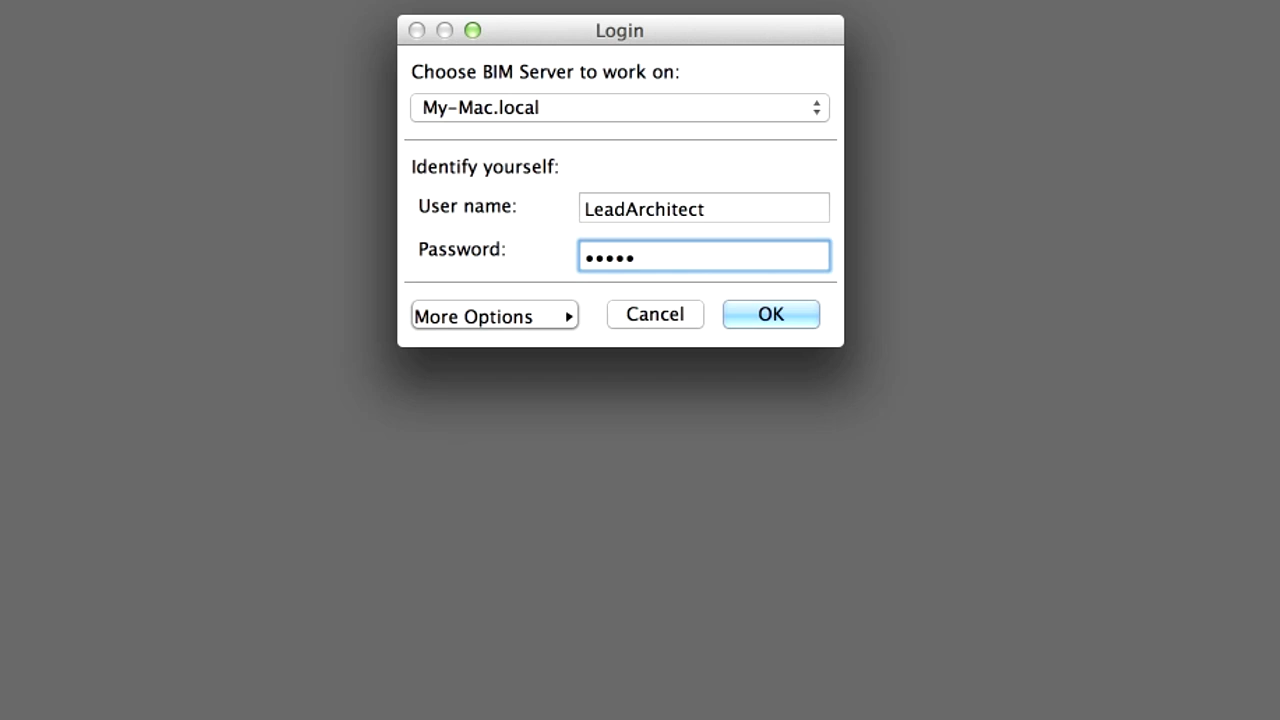 Login
Choose BIM Server to work on:
My-Mac.local
Identify yourself:
User name: LeadArchitect
Password: •••••
More Options Cancel OK